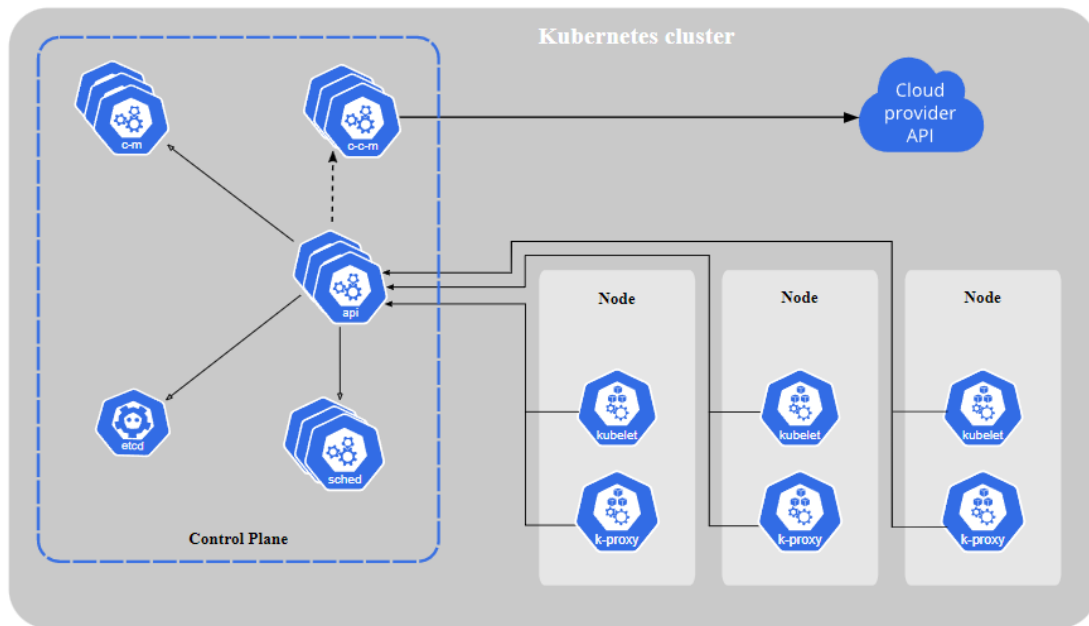 Kubernetes cluster
c-m
c-c-m
Cloud
provider
API
api
Node
Node
Node
etcd
sched
kubelet
kubelet
kubelet
k-proxy
k-proxy
k-proxy
Control Plane